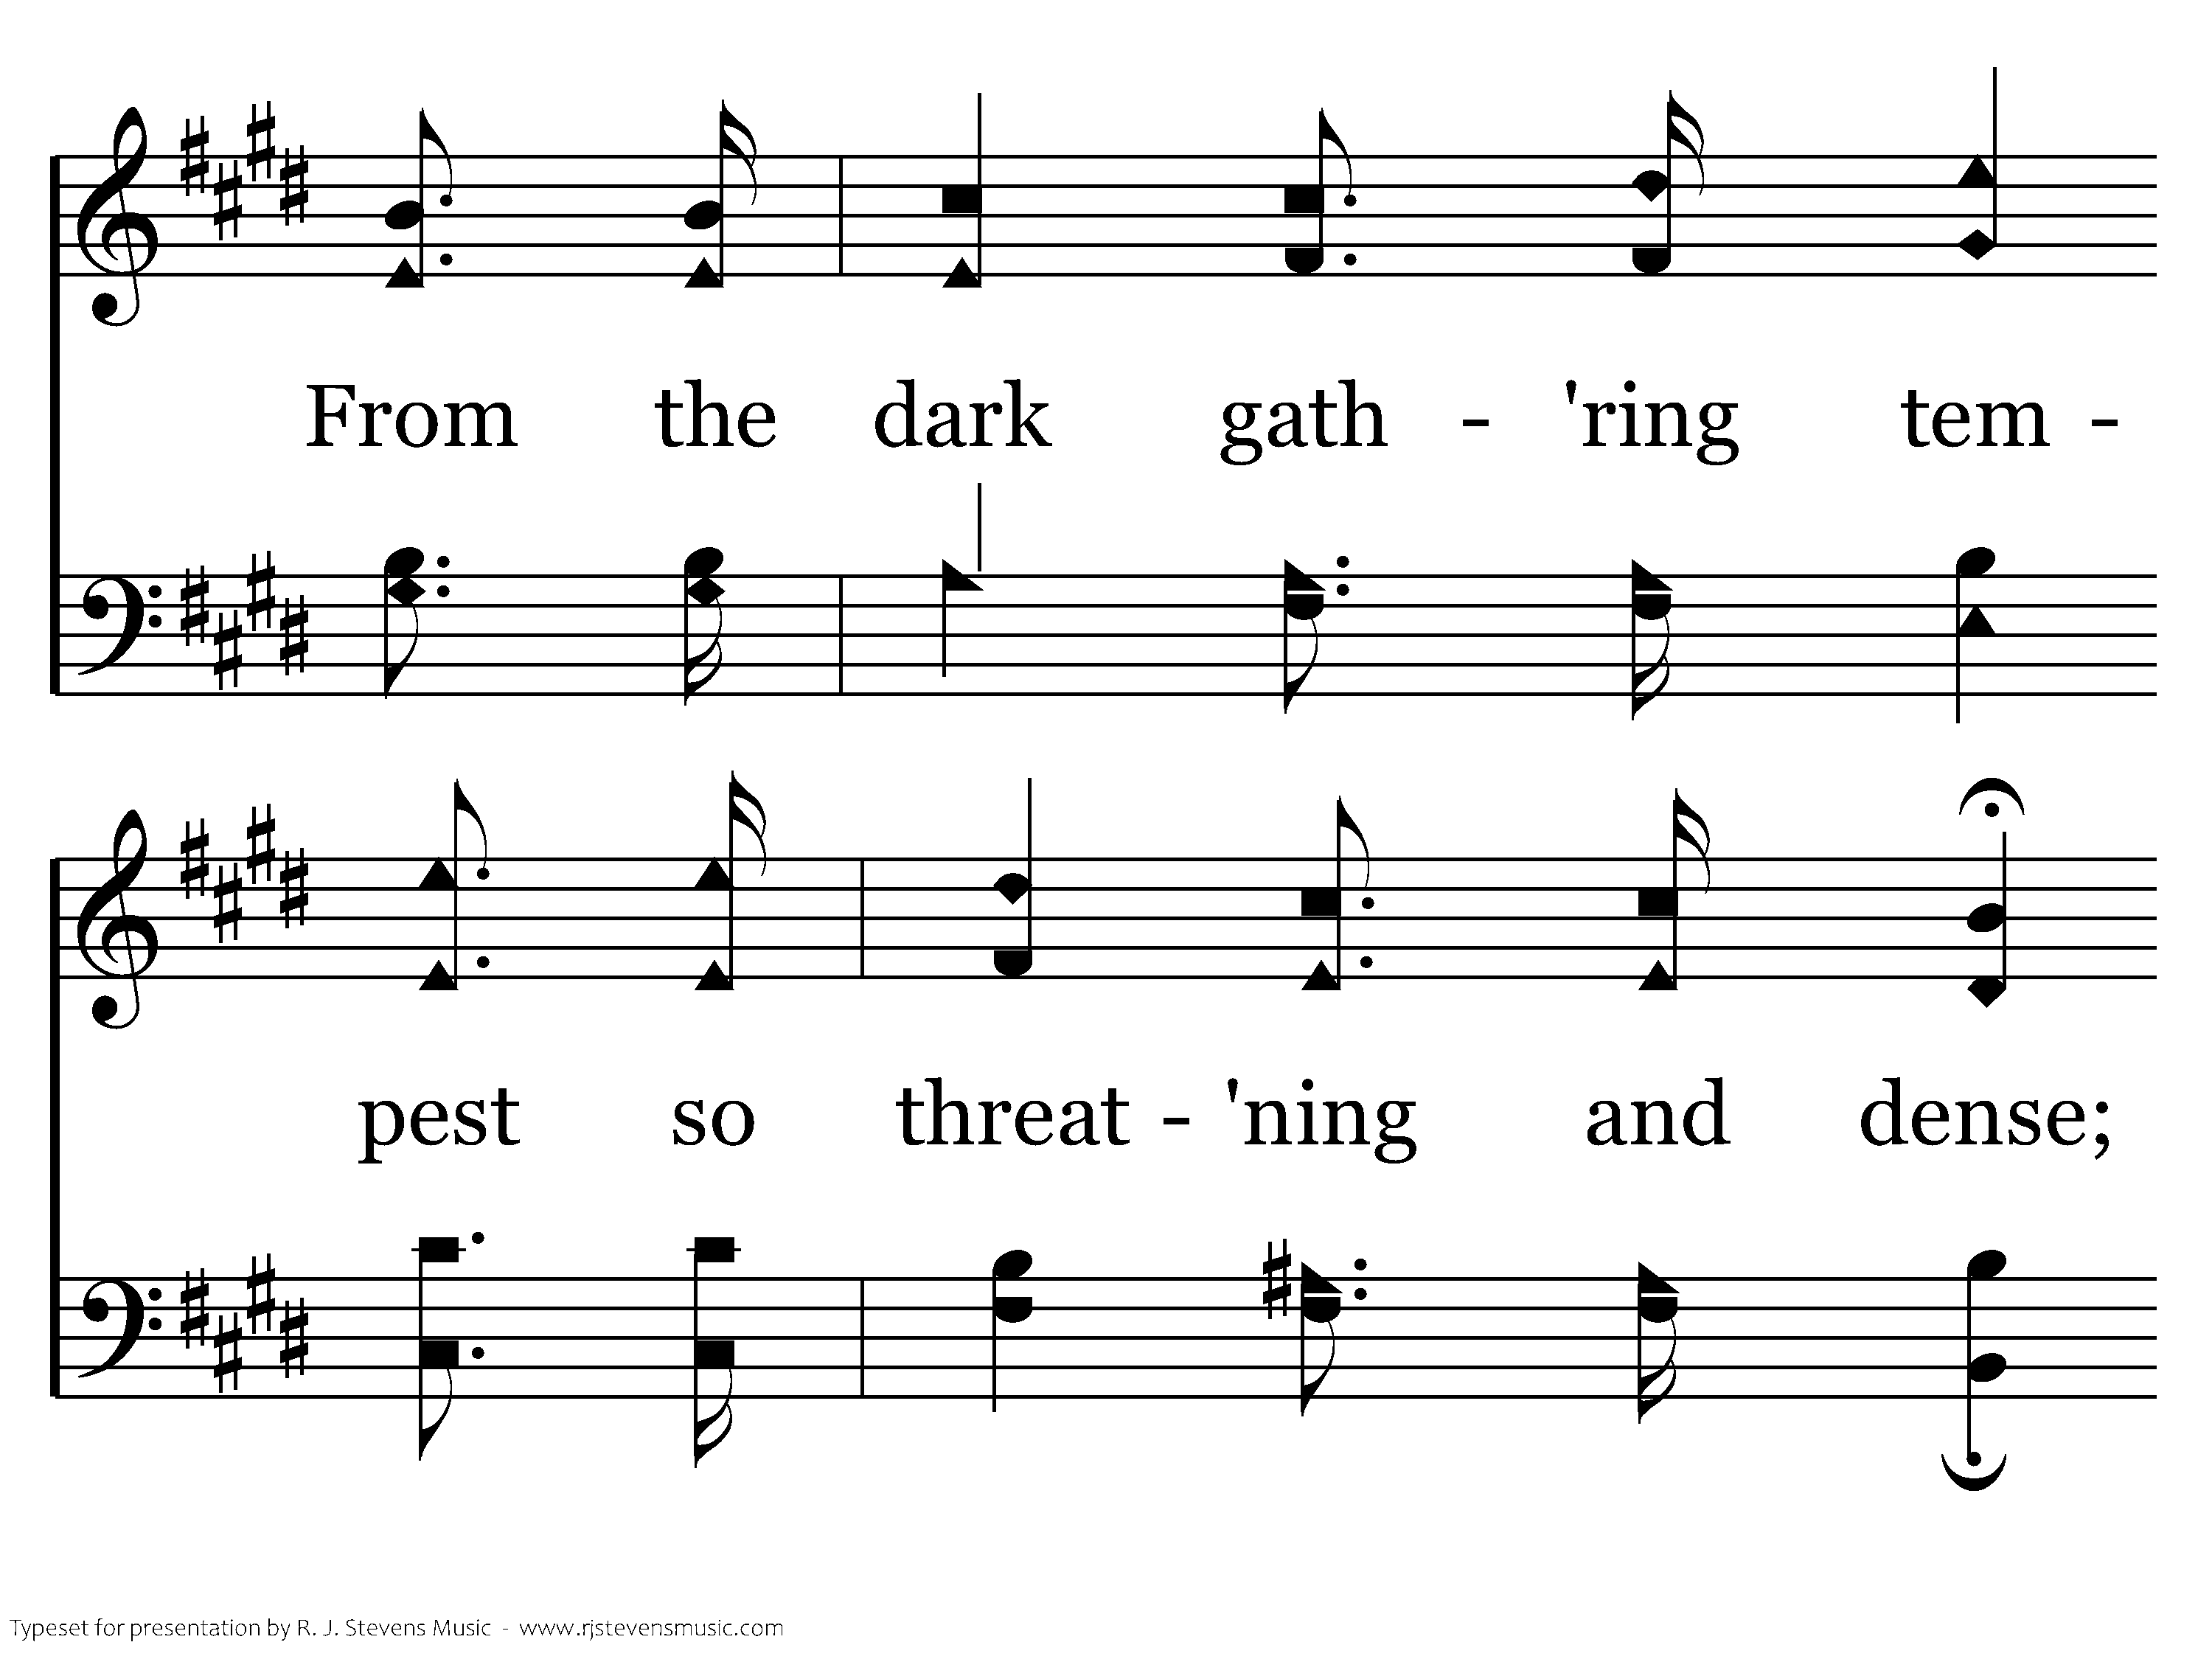 From the dark gath - 'ring tem -
pest so threat - 'ning and dense;
Typeset for presentation by R. J. Stevens Music - www.rjstevensmusic.com